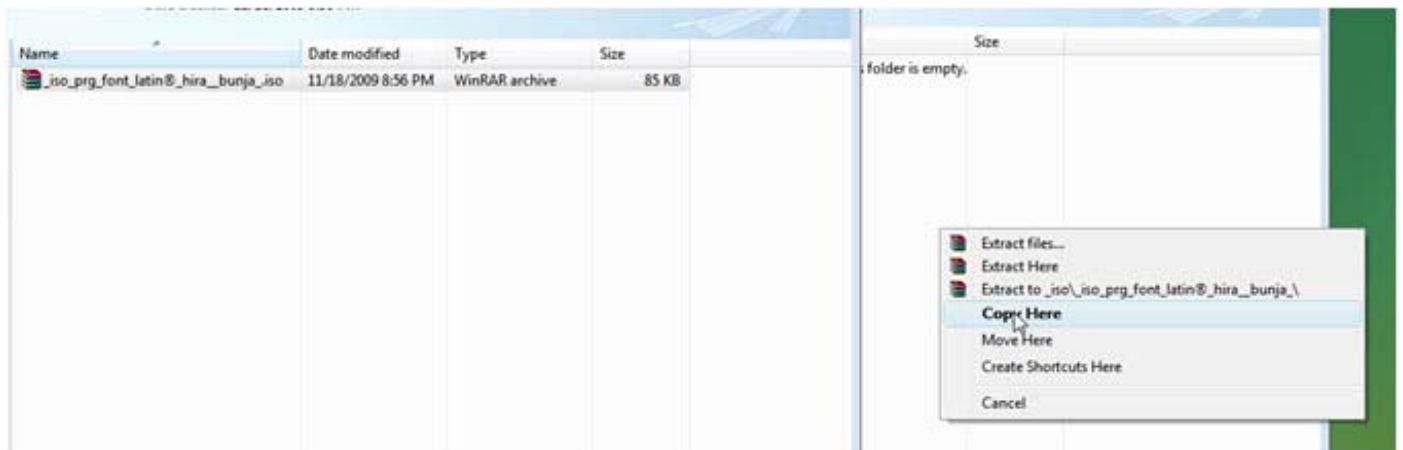 Name Date modified Type Size
_iso_prg_font_latin®_hira__bunja_.iso 11/18/2009 8:56 PM WinRAR archive 85 KB
Size
folder is empty.
Extract files...
Extract Here
Extract to _iso\_iso_prg_font_latin®_hira__bunja_\
Copy Here
Move Here
Create Shortcuts Here
Cancel